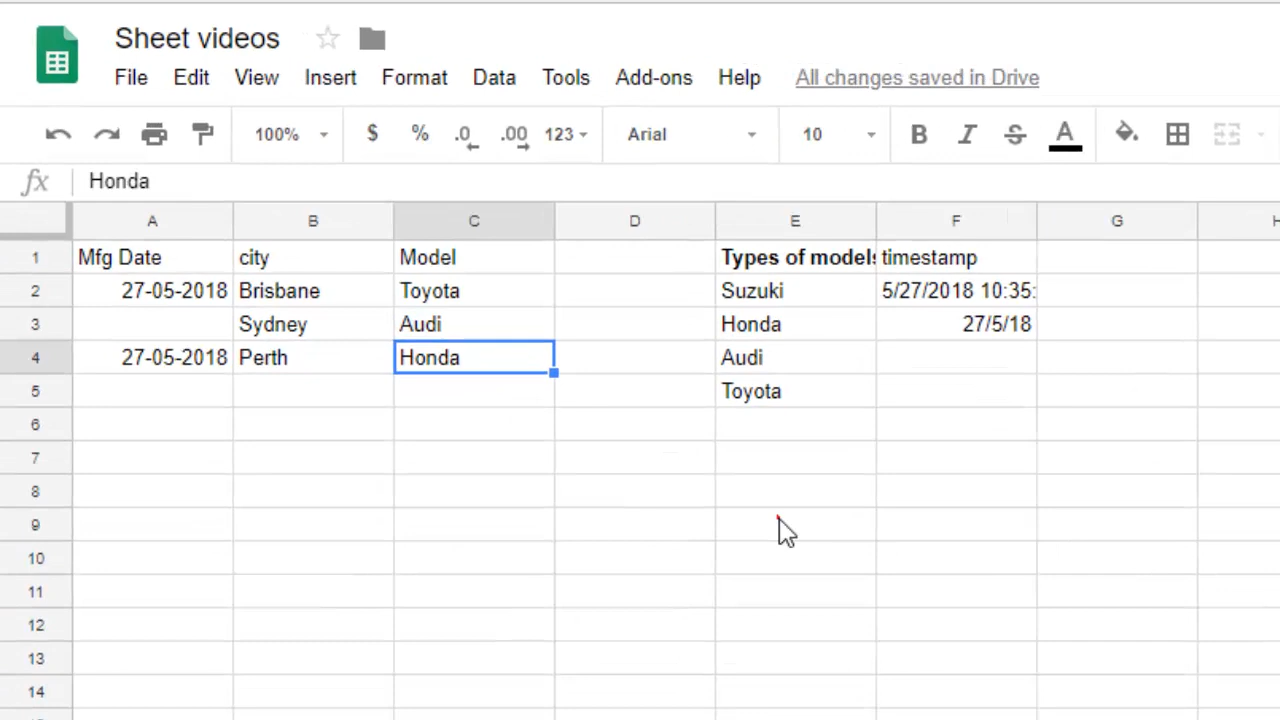 Sheet videos
File Edit View Insert Format Data Tools Add-ons Help All changes saved in Drive
100% $ % .0 .00 123 Arial 10 B I S A
fx Honda
A B C D E F G H
1 Mfg Date city Model Types of models timestamp
2 27-05-2018 Brisbane Toyota Suzuki 5/27/2018 10:35:
3 Sydney Audi Honda 27/5/18
4 27-05-2018 Perth Honda Audi
5 Toyota
6
7
8
9
10
11
12
13
14